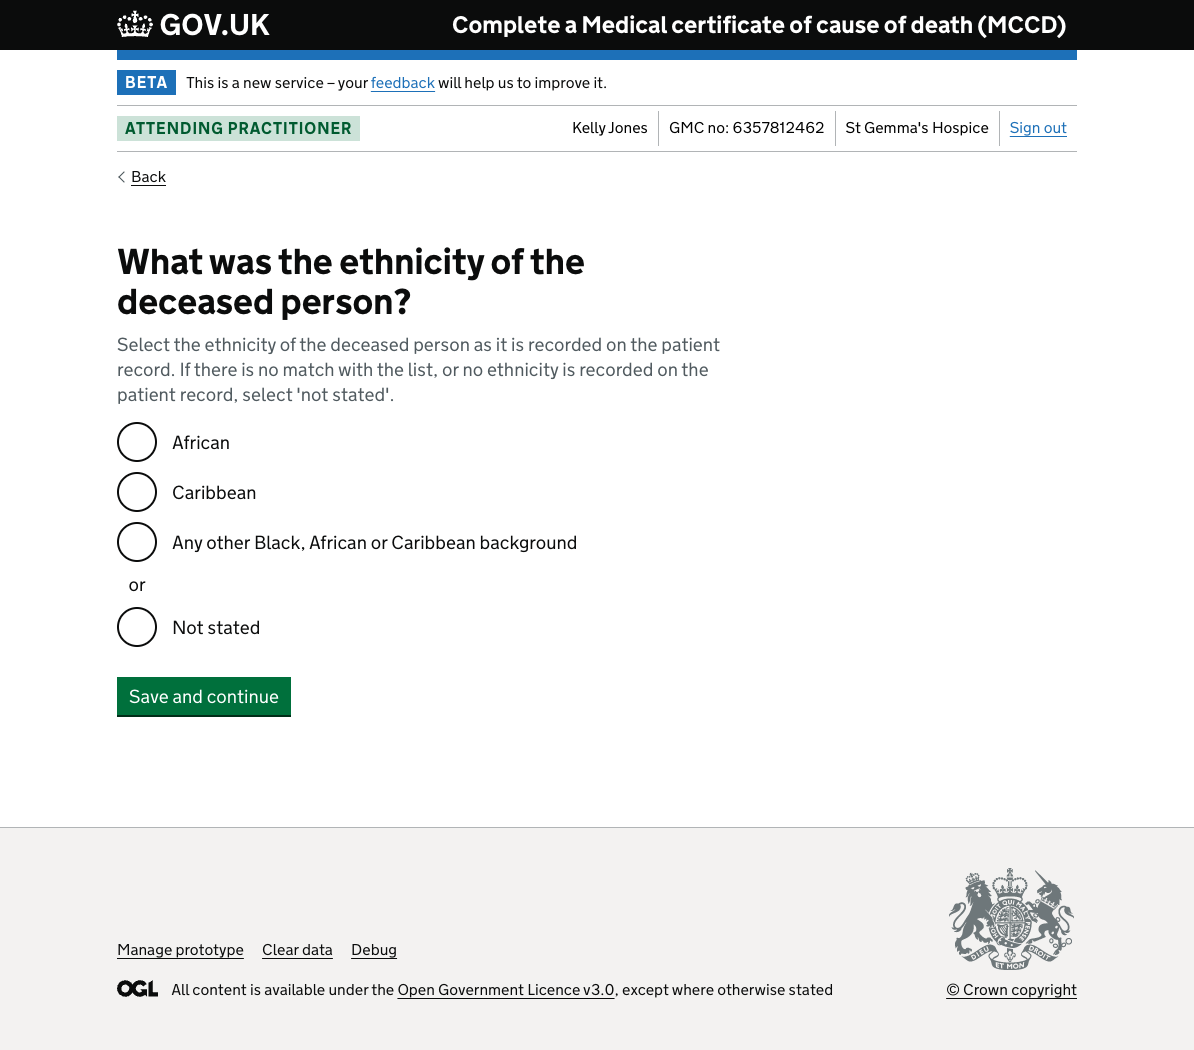 GOV.UK
Complete a Medical certificate of cause of death (MCCD)
BETA This is a new service – your feedback will help us to improve it.
ATTENDING PRACTITIONER
Kelly Jones
GMC no: 6357812462
St Gemma's Hospice
Sign out
Back
What was the ethnicity of the
deceased person?
Select the ethnicity of the deceased person as it is recorded on the patient
record. If there is no match with the list, or no ethnicity is recorded on the
patient record, select 'not stated'.
African
Caribbean
Any other Black, African or Caribbean background
or
Not stated
Save and continue
Manage prototype Clear data Debug
OGL All content is available under the Open Government Licence v3.0, except where otherwise stated
DIEU ET MON DROIT
© Crown copyright